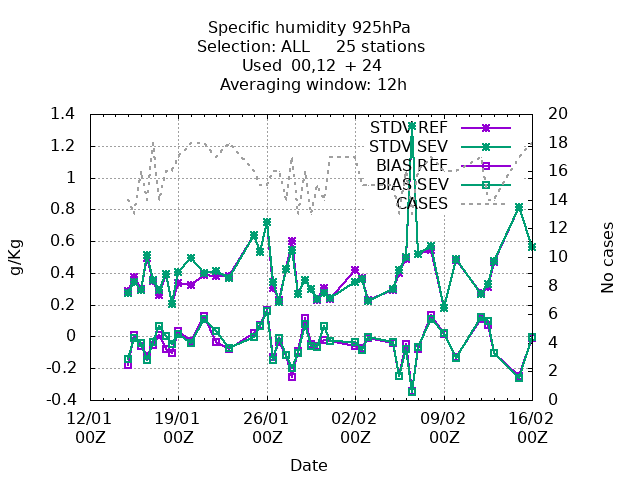 Specific humidity 925hPa
Selection: ALL 25 stations
Used 00,12 + 24
Averaging window: 12h
STDV REF
STDV SEV
BIAS REF
BIAS SEV
CASES
g/Kg
1.4
1.2
1
0.8
0.6
0.4
0.2
0
-0.2
-0.4
No cases
20
18
16
14
12
10
8
6
4
2
0
12/01 19/01 26/01 02/02 09/02 16/02
00Z 00Z 00Z 00Z 00Z 00Z
Date